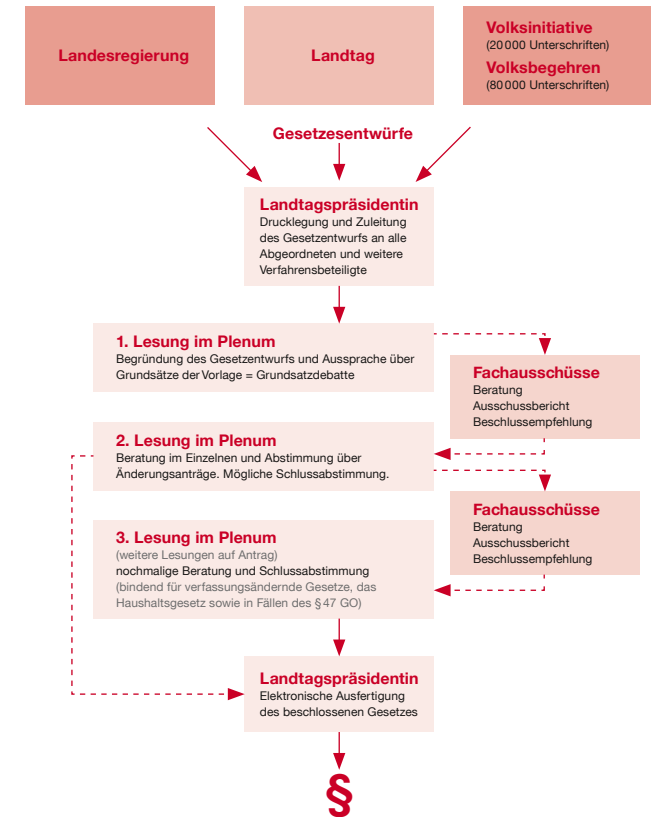 Landesregierung
Landtag
Volksinitiative
(20 000 Unterschriften)
Volksbegehren
(80 000 Unterschriften)
Gesetzesentwürfe
Landtagspräsidentin
Drucklegung und Zuleitung
des Gesetzentwurfs an alle
Abgeordneten und weitere
Verfahrensbeteiligte
1. Lesung im Plenum
Begründung des Gesetzentwurfs und Aussprache über
Grundsätze der Vorlage = Grundsatzdebatte
Fachausschüsse
Beratung
Ausschussbericht
Beschlussempfehlung
2. Lesung im Plenum
Beratung im Einzelnen und Abstimmung über
Änderungsanträge. Mögliche Schlussabstimmung.
Fachausschüsse
Beratung
Ausschussbericht
Beschlussempfehlung
3. Lesung im Plenum
(weitere Lesungen auf Antrag)
nochmalige Beratung und Schlussabstimmung
(bindend für verfassungsändernde Gesetze, das
Haushaltsgesetz sowie in Fällen des § 47 GO)
Landtagspräsidentin
Elektronische Ausfertigung
des beschlossenen Gesetzes
§